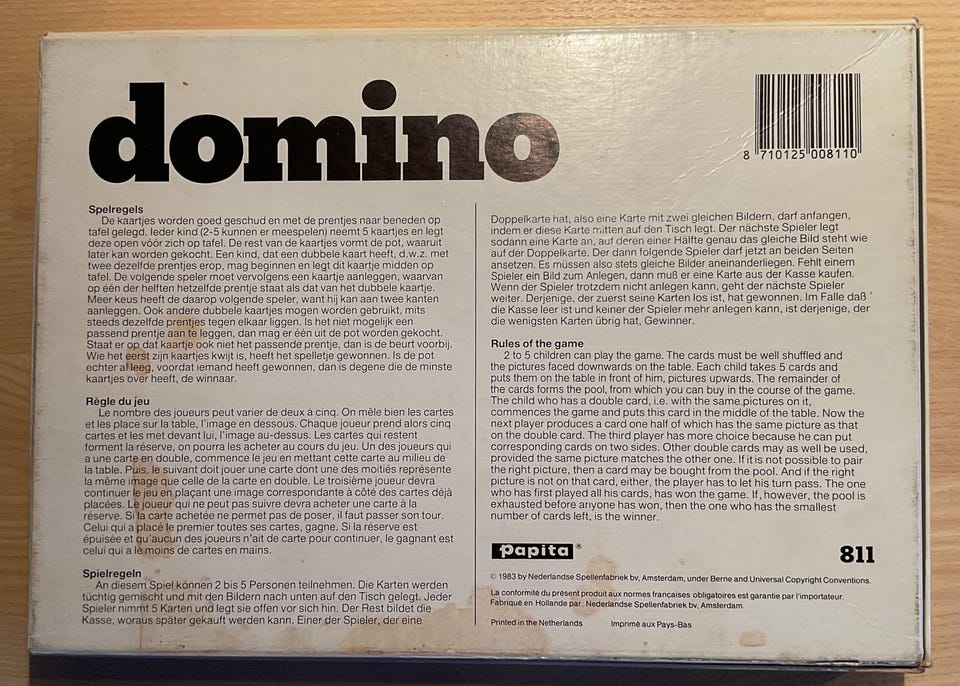 domino
8 710125 008110
Spelregels
De kaartjes worden goed geschud en met de prentjes naar beneden op
tafel gelegd. Ieder kind (2-5 kunnen er meespelen) neemt 5 kaartjes en legt
deze open vóór zich op tafel. De rest van de kaartjes vormt de pot, waaruit
later kan worden gekocht. Een kind, dat een dubbele kaart heeft, d.w.z. met
twee dezelfde prentjes erop, mag beginnen en legt dit kaartje midden op
tafel. De volgende speler moet vervolgens een kaartje aanleggen, waarvan
op één der helften hetzelfde prentje staat als dat van het dubbele kaartje.
Meer keus heeft de daarop volgende speler, want hij kan aan twee kanten
aanleggen. Ook andere dubbele kaartjes mogen worden gebruikt, mits
steeds dezelfde prentjes tegen elkaar liggen. Is het niet mogelijk een
passend prentje aan te leggen, dan mag er één uit de pot worden gekocht.
Staat er op dat kaartje ook niet het passende prentje, dan is de beurt voorbij.
Wie het eerst zijn kaartjes kwijt is, heeft het spelletje gewonnen. Is de pot
echter al leeg, voordat iemand heeft gewonnen, dan is degene die de minste
kaartjes over heeft, de winnaar.
Règle du jeu
Le nombre des joueurs peut varier de deux à cinq. On mêle bien les cartes
et les place sur la table, l'image en dessous. Chaque joueur prend alors cinq
cartes et les met devant lui, l'image au-dessus. Les cartes qui restent
forment la réserve, on pourra les acheter au cours du jeu. Un des joueurs qui
a une carte en double, commence le jeu en mettant cette carte au milieu de
la table. Puis, le suivant doit jouer une carte dont une des moitiés représente
la même image que celle de la carte en double. Le troisième joueur devra
continuer le jeu en plaçant une image correspondante à côté des cartes déjà
placées. Le joueur qui ne peut pas suivre devra acheter une carte à la
réserve. Si la carte achetée ne permet pas de poser, il faut passer son tour.
Celui qui a placé le premier toutes ses cartes, gagne. Si la réserve est
épuisée et qu'aucun des joueurs n'ait de carte pour continuer, le gagnant est
celui qui a le moins de cartes en mains.
Spielregeln
An diesem Spiel können 2 bis 5 Personen teilnehmen. Die Karten werden
tüchtig gemischt und mit den Bildern nach unten auf den Tisch gelegt. Jeder
Spieler nimmt 5 Karten und legt sie offen vor sich hin. Der Rest bildet die
Kasse, woraus später gekauft werden kann. Einer der Spieler, der eine
Doppelkarte hat, also eine Karte mit zwei gleichen Bildern, darf anfangen,
indem er diese Karte mitten auf den Tisch legt. Der nächste Spieler legt
sodann eine Karte an, auf deren einer Hälfte genau das gleiche Bild steht wie
auf der Doppelkarte. Der dann folgende Spieler darf jetzt an beiden Seiten
ansetzen. Es müssen also stets gleiche Bilder aneinanderliegen. Fehlt einem
Spieler ein Bild zum Anlegen, dann muß er eine Karte aus der Kasse kaufen.
Wenn der Spieler trotzdem nicht anlegen kann, geht der nächste Spieler
weiter. Derjenige, der zuerst seine Karten los ist, hat gewonnen. Im Falle daß
die Kasse leer ist und keiner der Spieler mehr anlegen kann, ist derjenige, der
die wenigsten Karten übrig hat, Gewinner.
Rules of the game
2 to 5 children can play the game. The cards must be well shuffled and
the pictures faced downwards on the table. Each child takes 5 cards and
puts them on the table in front of him, pictures upwards. The remainder of
the cards forms the pool, from which you can buy in the course of the game.
The child who has a double card, i.e. with the same pictures on it,
commences the game and puts this card in the middle of the table. Now the
next player produces a card one half of which has the same picture as that
on the double card. The third player has more choice because he can put
corresponding cards on two sides. Other double cards may as well be used,
provided the same picture matches the other one. If it is not possible to pair
the right picture, then a card may be bought from the pool. And if the right
picture is not on that card, either, the player has to let his turn pass. The one
who has first played all his cards, has won the game. If, however, the pool is
exhausted before anyone has won, then the one who has the smallest
number of cards left, is the winner.
Papita ®
811
© 1983 by Nederlandse Spellenfabriek bv, Amsterdam, under Berne and Universal Copyright Conventions.
La conformité du présent produit aux normes françaises obligatoires est garantie par l'importateur.
Fabriqué en Hollande par: Nederlandse Spellenfabriek bv, Amsterdam.
Printed in the Netherlands Imprimé aux Pays-Bas